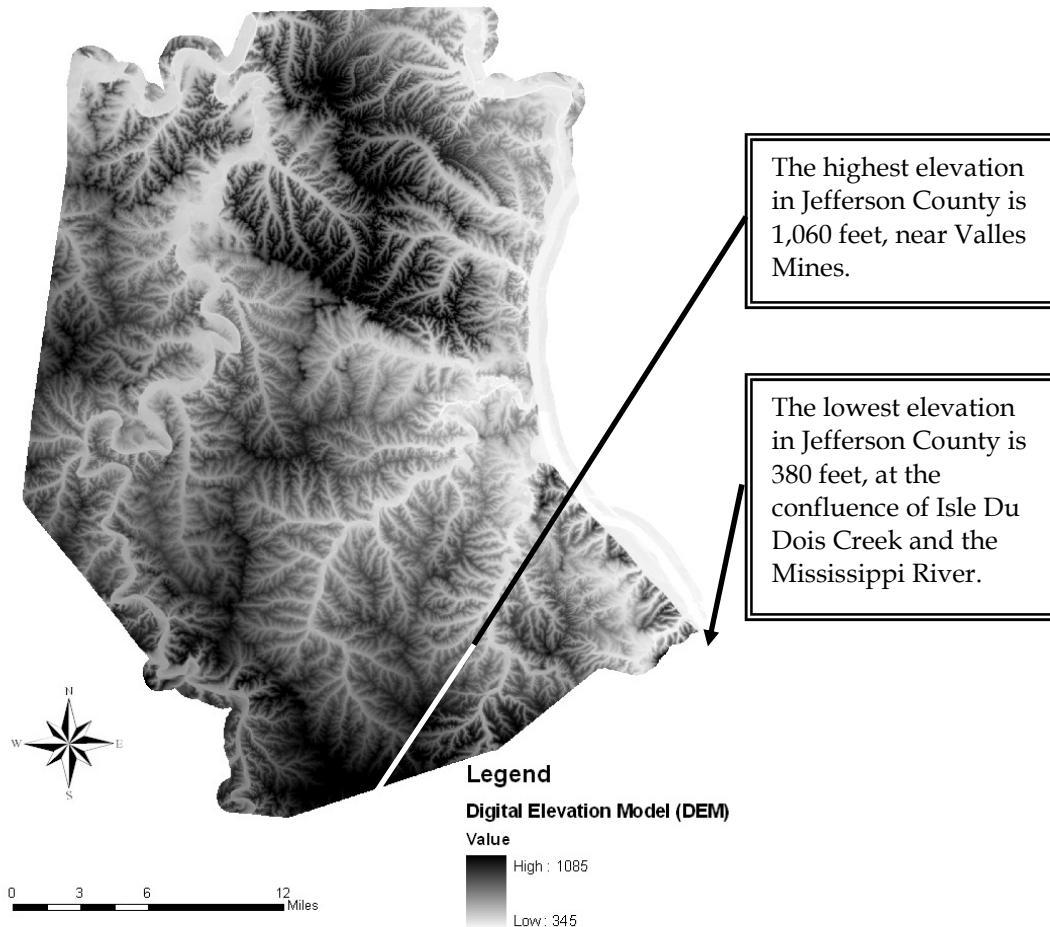 The highest elevation
in Jefferson County is
1,060 feet, near Valles
Mines.
The lowest elevation
in Jefferson County is
380 feet, at the
confluence of Isle Du
Dois Creek and the
Mississippi River.
N
W E
S
Legend
Digital Elevation Model (DEM)
Value
High : 1085
Low : 345
0 3 6 12
Miles